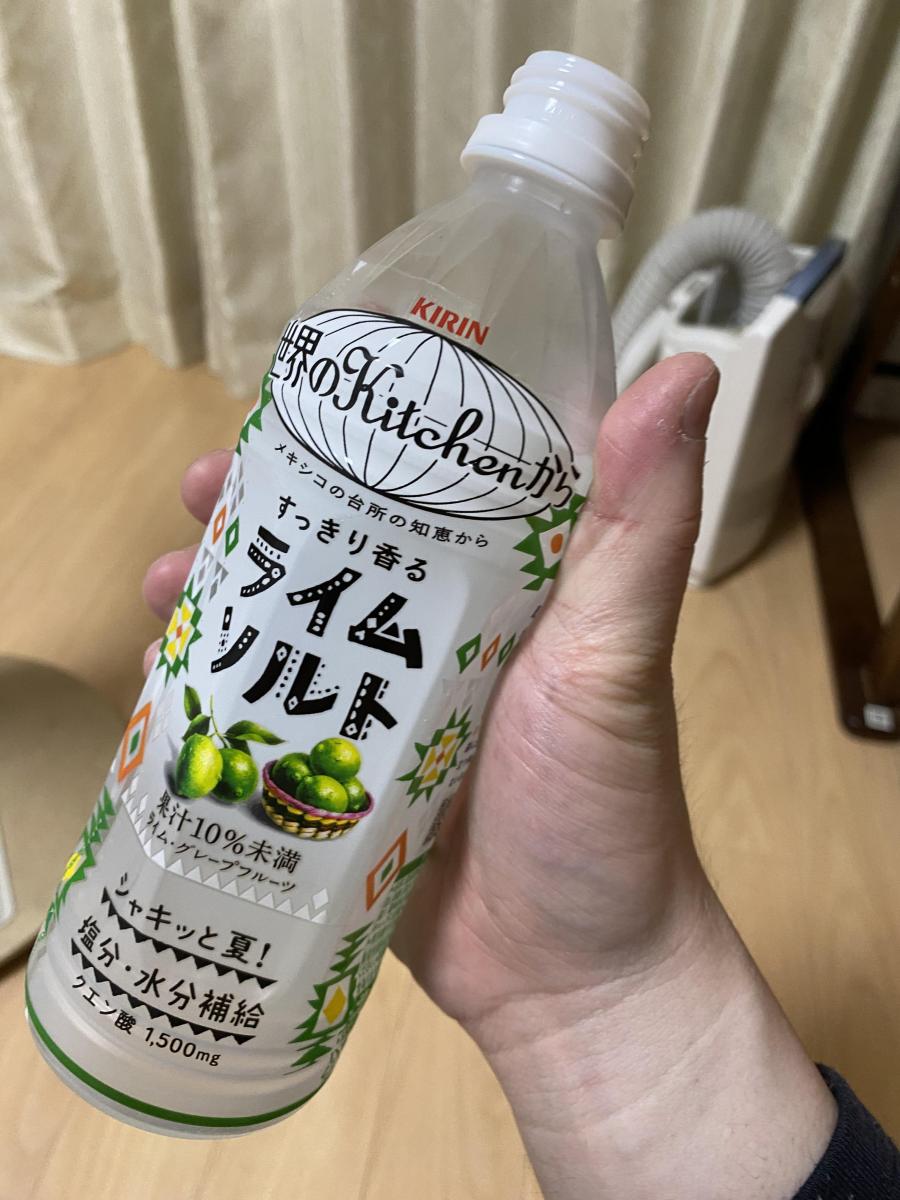 KIRIN
世界のKitchenから
メキシコの台所の知恵から
すっきり香る
ライム
ソルト
果汁10%未満
ライム・グレープフルーツ
シャキッと夏!
塩分・水分補給
クエン酸 1,500mg